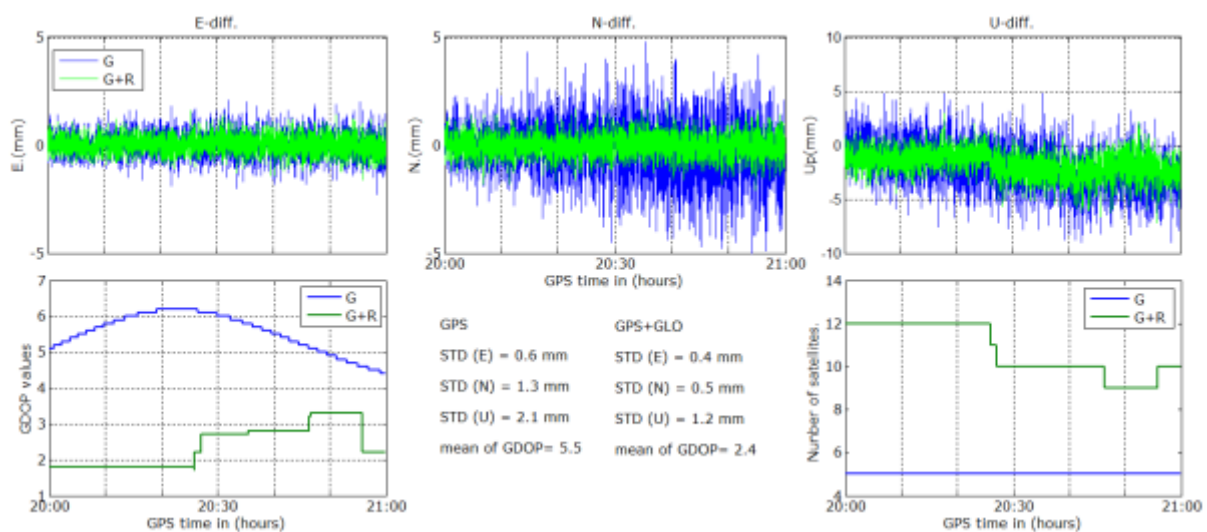 E-diff.
5
0
-5
E.(mm)
G
G+R
N-diff.
5
0
-5
N.(mm)
20:00
20:30
21:00
GPS time in (hours)
U-diff.
10
5
0
-5
-10
Up(mm)
7
6
5
4
3
2
1
GDOP values
G
G+R
20:00
20:30
21:00
GPS time in (hours)
GPS
GPS+GLO
STD (E) = 0.6 mm
STD (E) = 0.4 mm
STD (N) = 1.3 mm
STD (N) = 0.5 mm
STD (U) = 2.1 mm
STD (U) = 1.2 mm
mean of GDOP= 5.5
mean of GDOP= 2.4
14
12
10
8
6
4
Nunber of satellites.
G
G+R
20:00
20:30
21:00
GPS time in (hours)